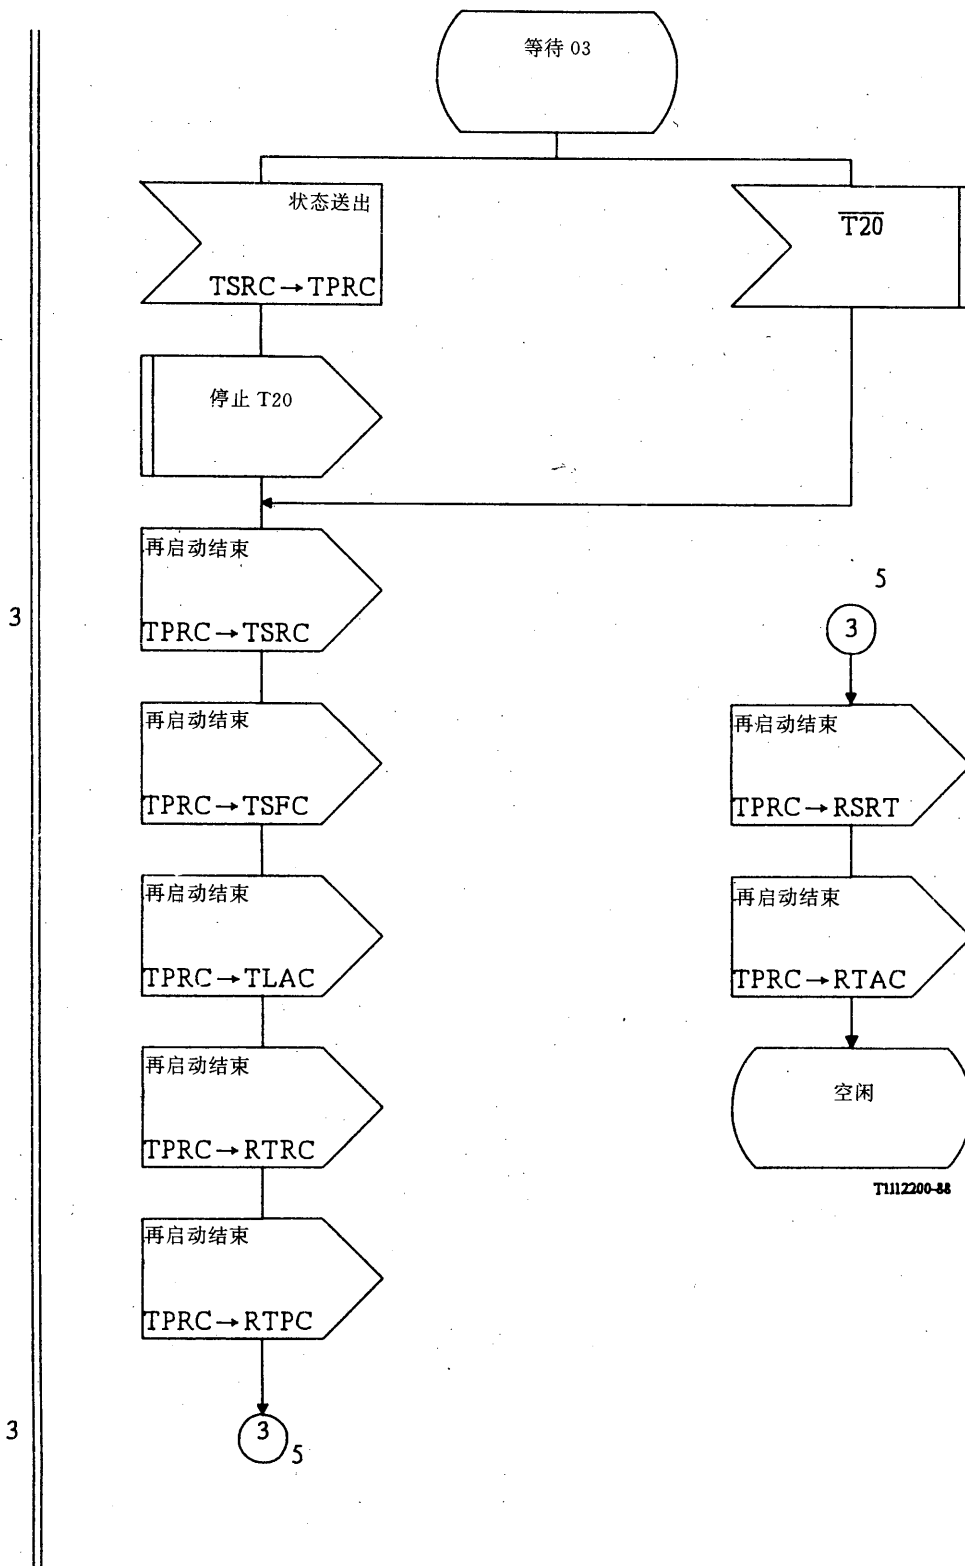 等待 03
状态送出
TSRC→TPRC
T20
停止 T20
再启动结束
TPRC→TSRC
再启动结束
TPRC→TSFC
再启动结束
TPRC→TLAC
再启动结束
TPRC→RTRC
再启动结束
TPRC→RTPC
3
5
5
3
再启动结束
TPRC→RSRT
再启动结束
TPRC→RTAC
空闲
T1112200-88
3
3